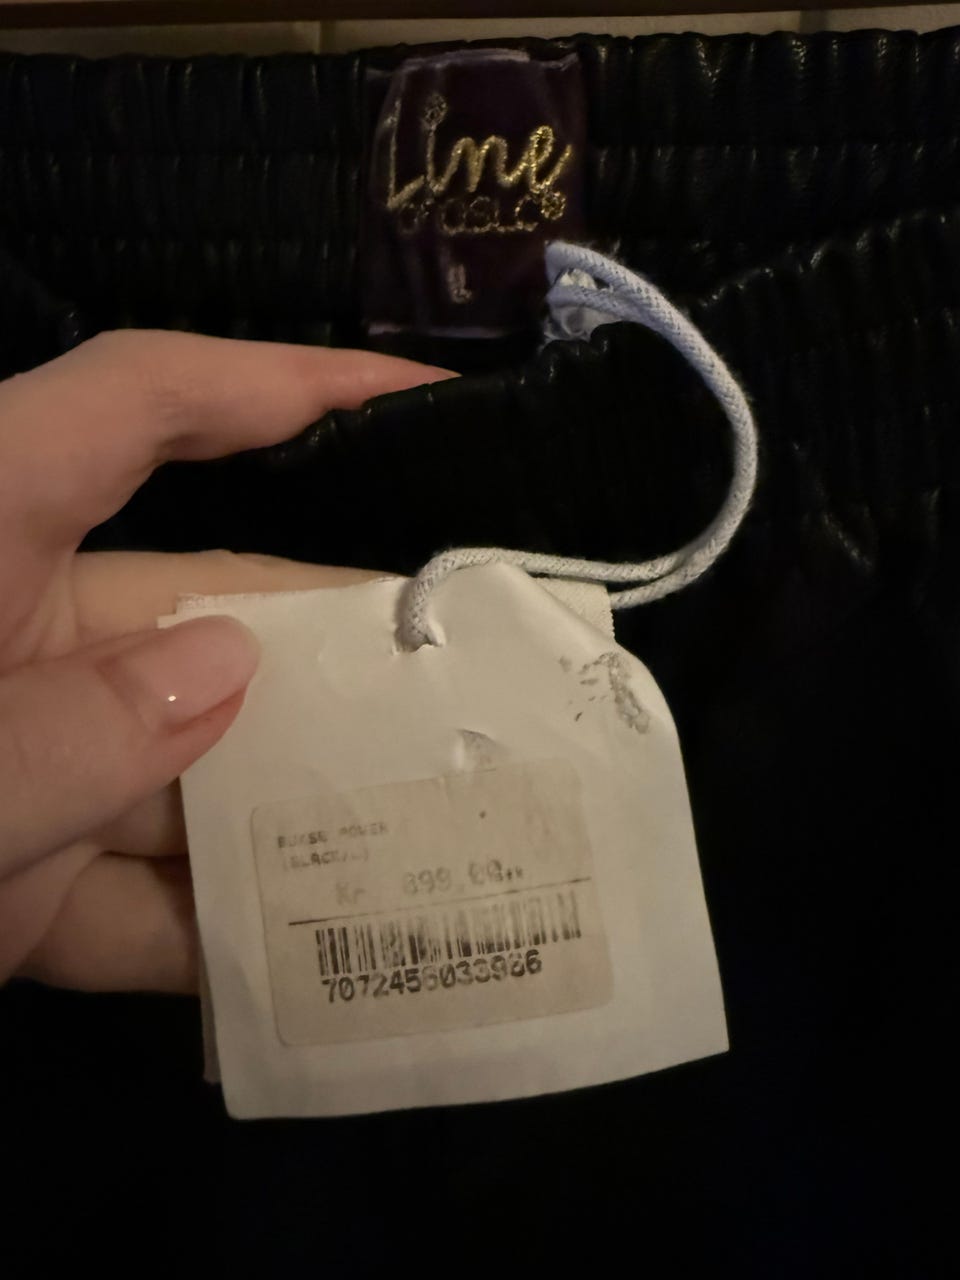 Line
OF OSLO®
L
BUKSE POWER
(BLACK/L)
Kr 899.00**
7072456033986